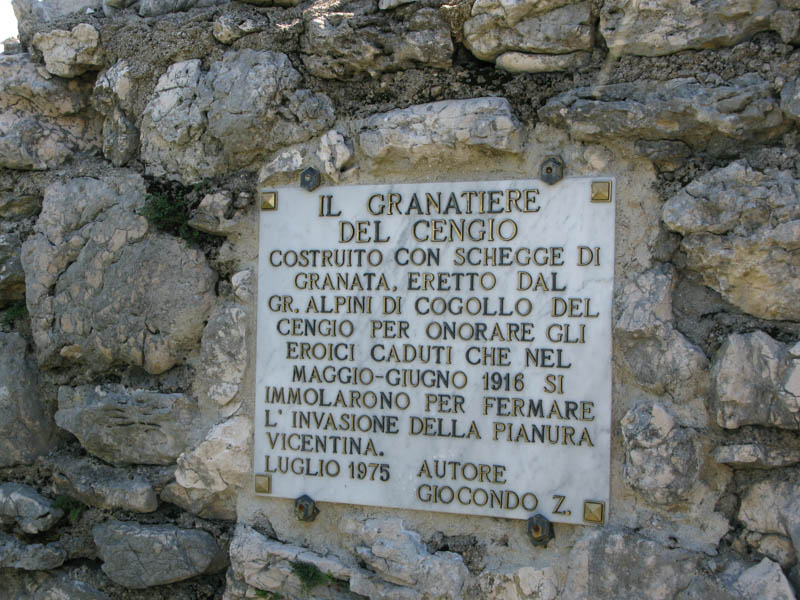 IL GRANATIERE
DEL CENGIO
COSTRUITO CON SCHEGGE DI
GRANATA, ERETTO DAL
GR. ALPINI DI COGOLLO DEL
CENGIO PER ONORARE GLI
EROICI CADUTI CHE NEL
MAGGIO-GIUGNO 1916 SI
IMMOLARONO PER FERMARE
L'INVASIONE DELLA PIANURA
VICENTINA.
LUGLIO 1975 AUTORE
GIOCONDO Z.